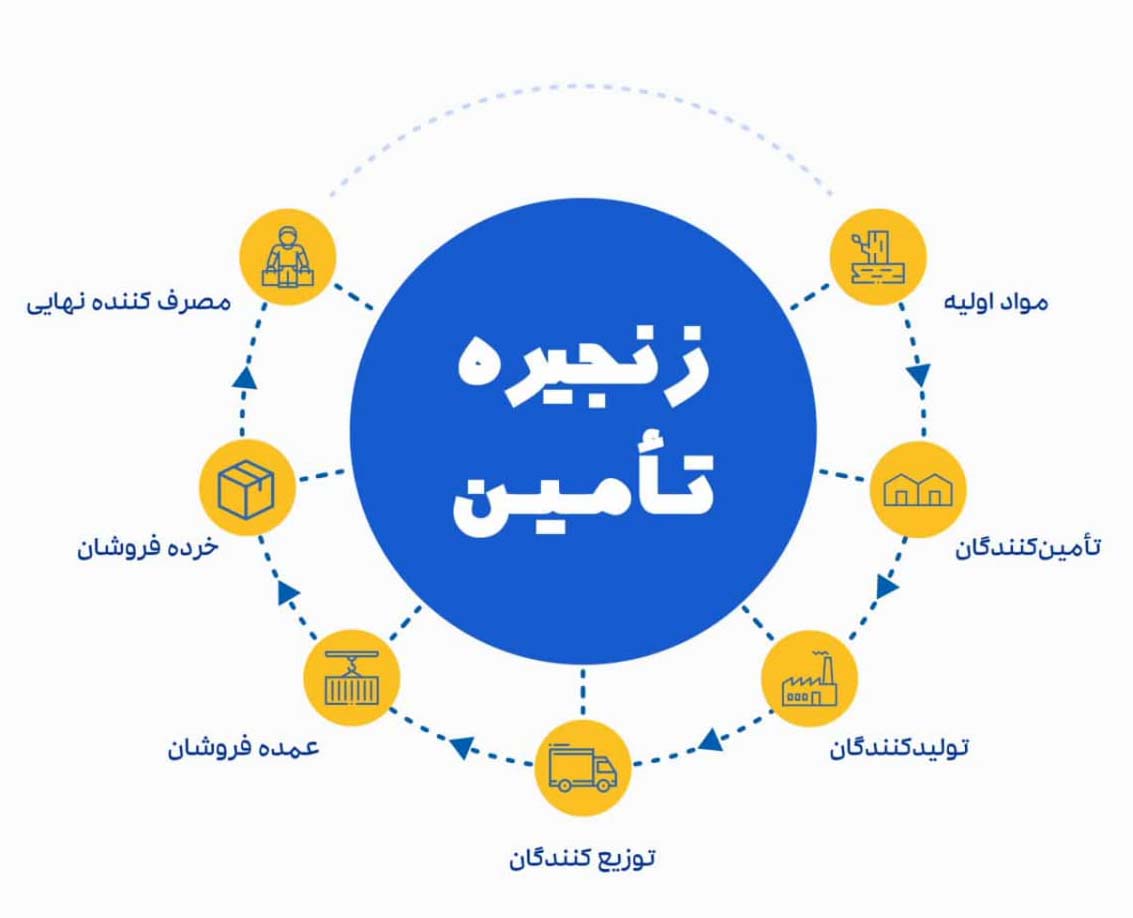 زنجیره
تأمین
مواد اولیه
تأمین‌کنندگان
تولیدکنندگان
توزیع کنندگان
عمده فروشان
خرده فروشان
مصرف کننده نهایی